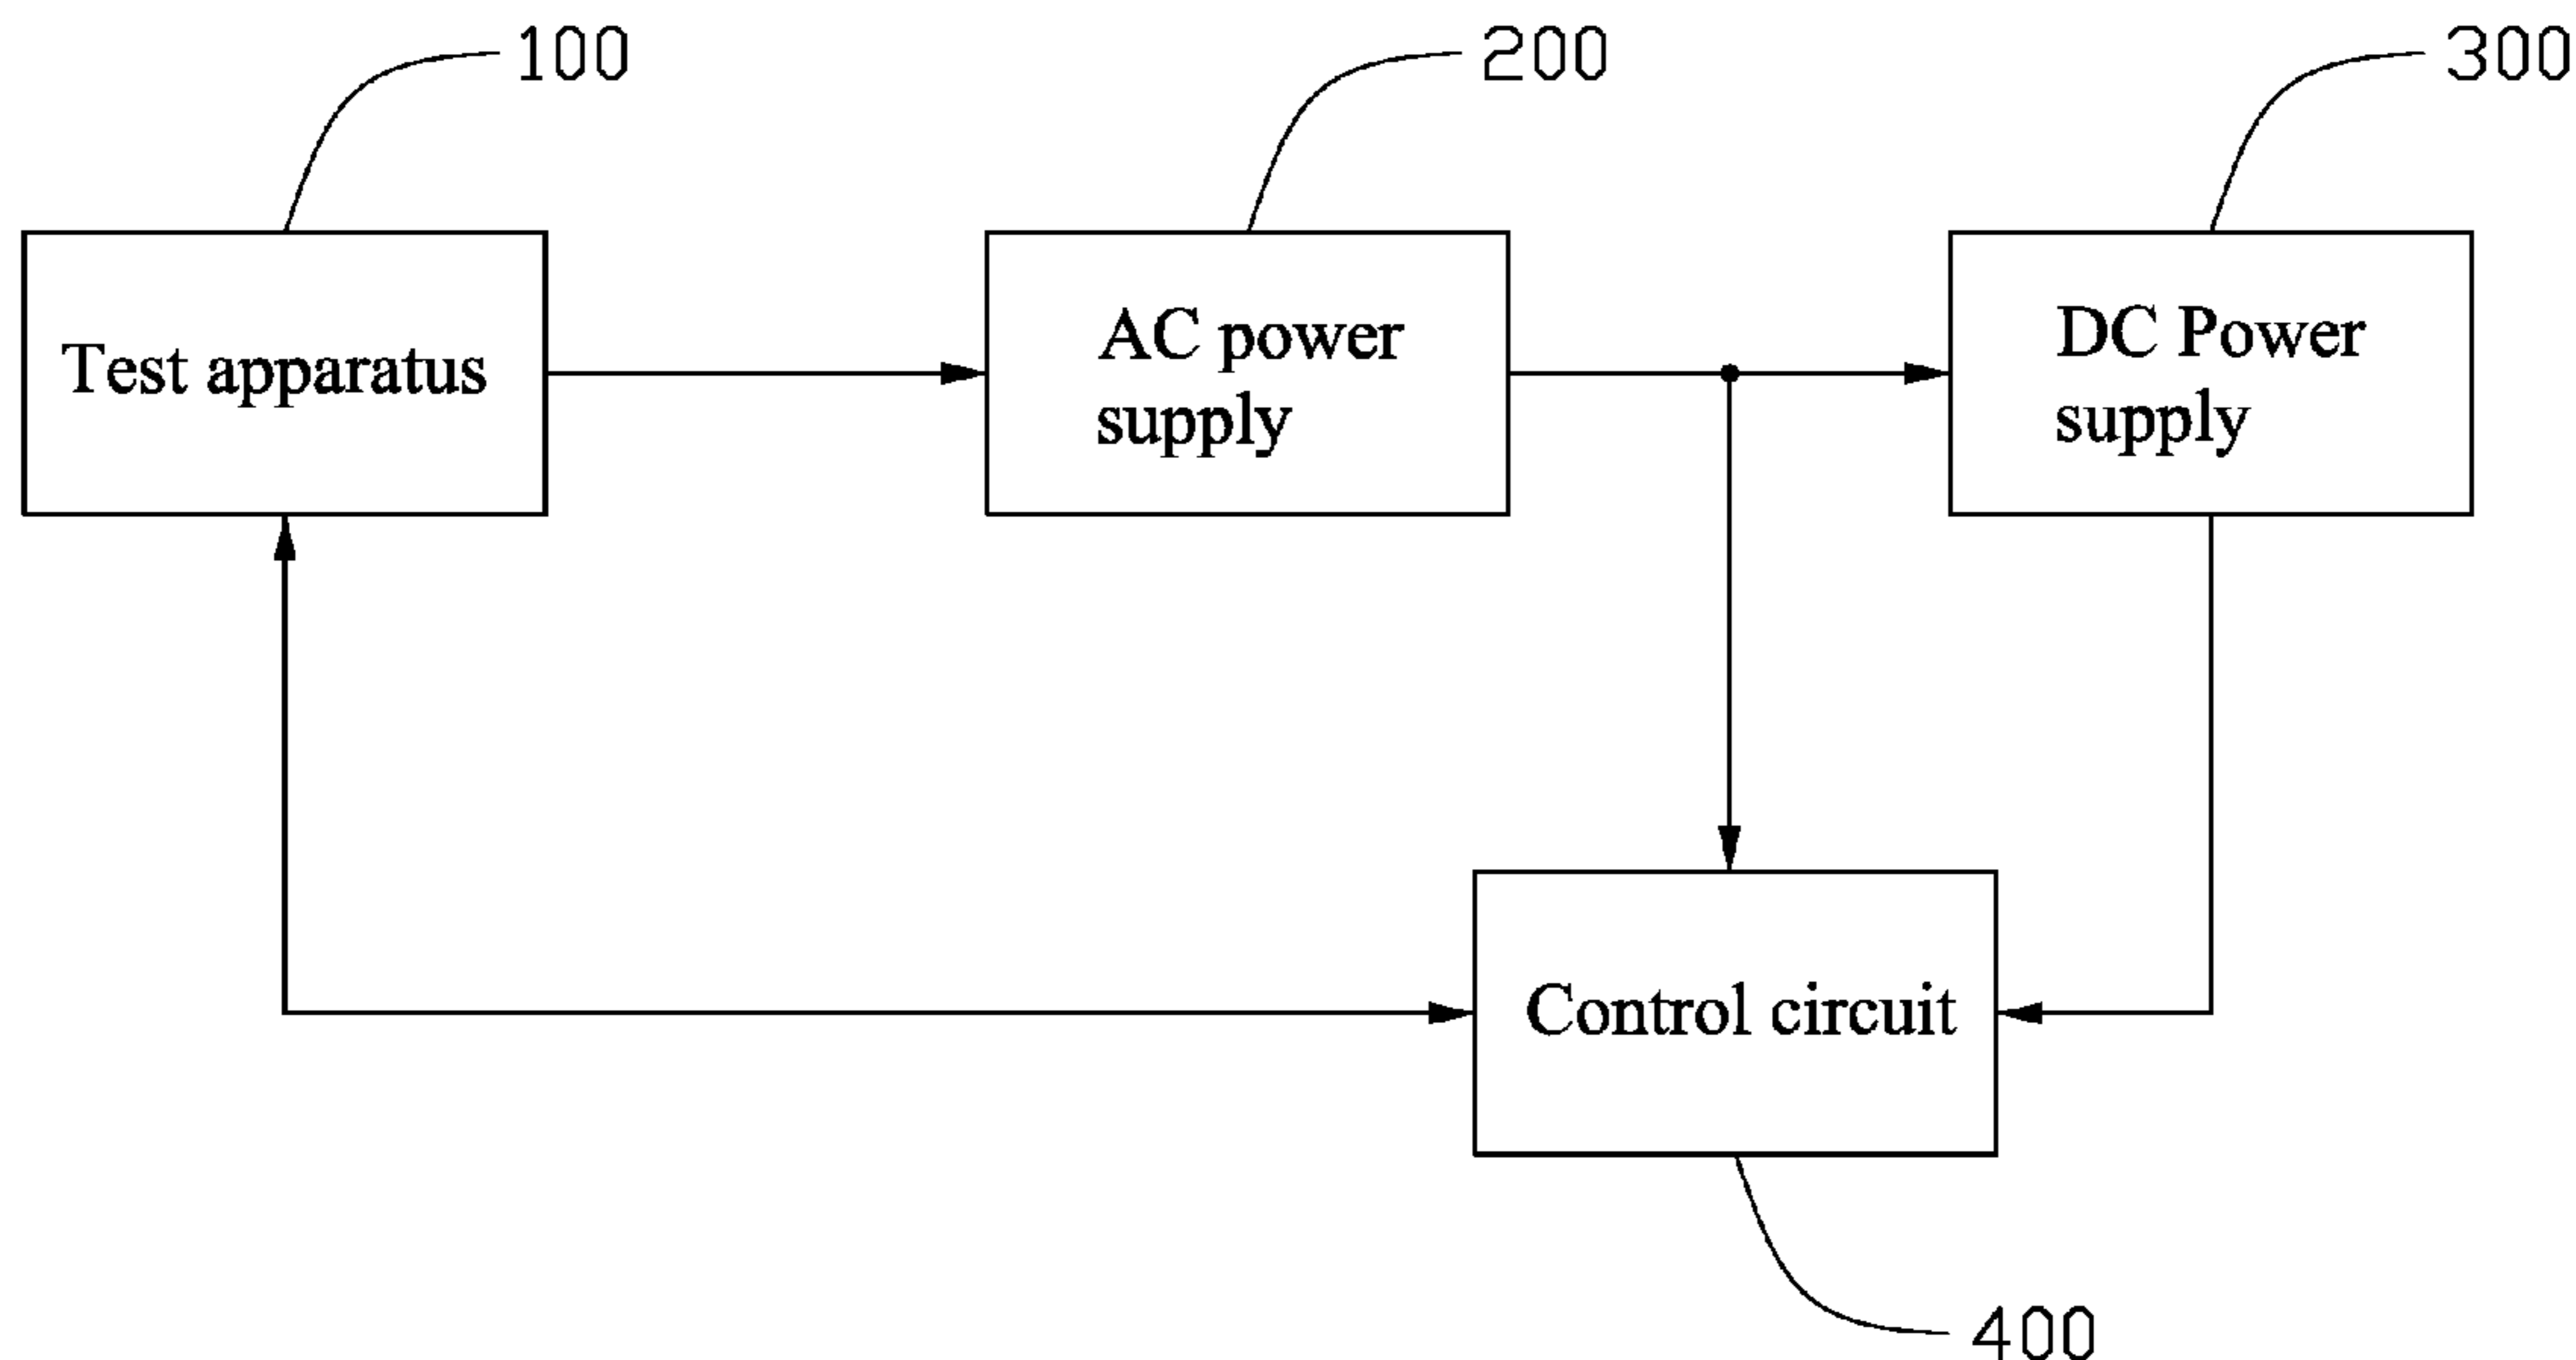 100
200
300
Test apparatus
AC power
supply
DC Power
supply
Control circuit
400